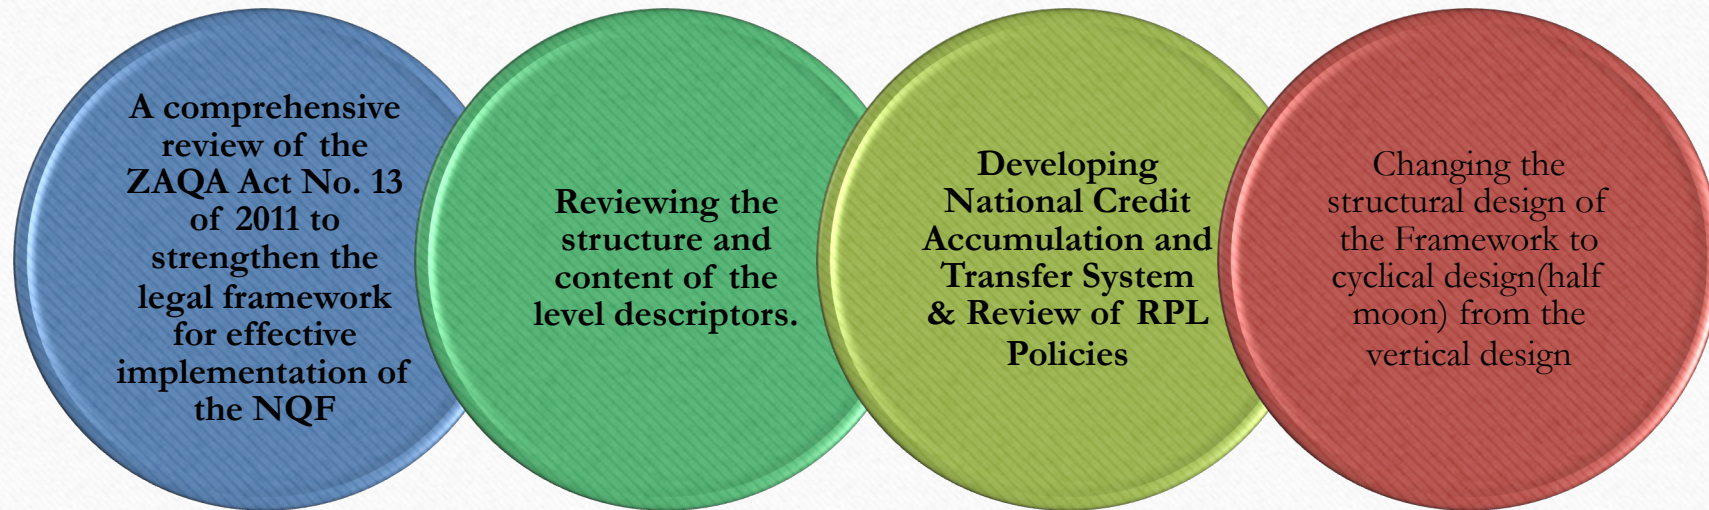 A comprehensive
review of the
ZAQA Act No. 13
of 2011 to
strengthen the
legal framework
for effective
implementation of
the NQF
Reviewing the
structure and
content of the
level descriptors.
Developing
National Credit
Accumulation and
Transfer System
& Review of RPL
Policies
Changing the
structural design of
the Framework to
cyclical design(half
moon) from the
vertical design